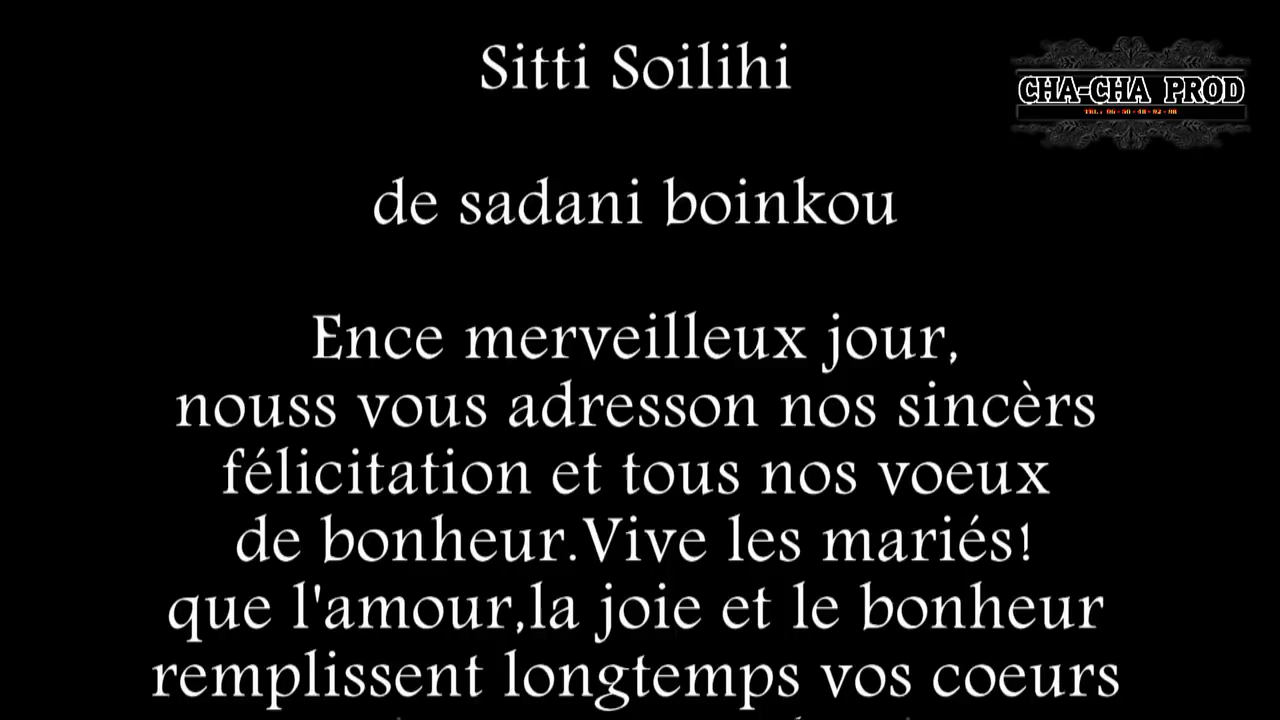 Sitti Soilihi
CHA-CHA PROD
de sadani boinkou
Ence merveilleux jour,
nouss vous adresson nos sincèrs
félicitation et tous nos voeux
de bonheur.Vive les mariés!
que l'amour,la joie et le bonheur
remplissent longtemps vos coeurs